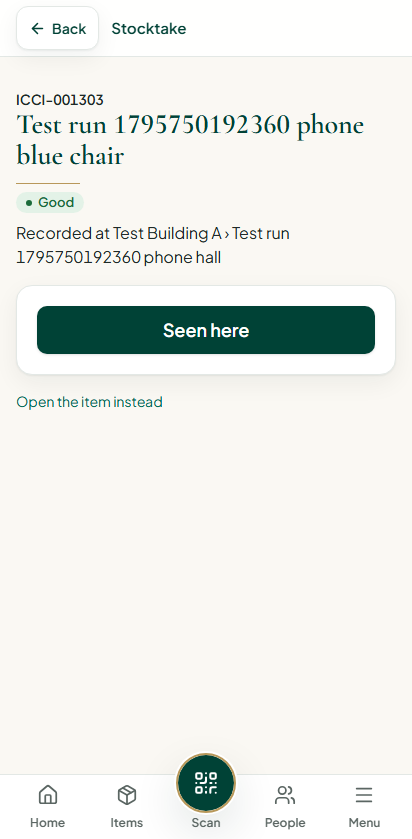 Back
Stocktake
ICCI-001303
Test run 1795750192360 phone
blue chair
Good
Recorded at Test Building A › Test run
1795750192360 phone hall
Seen here
Open the item instead
Home
Items
Scan
People
Menu